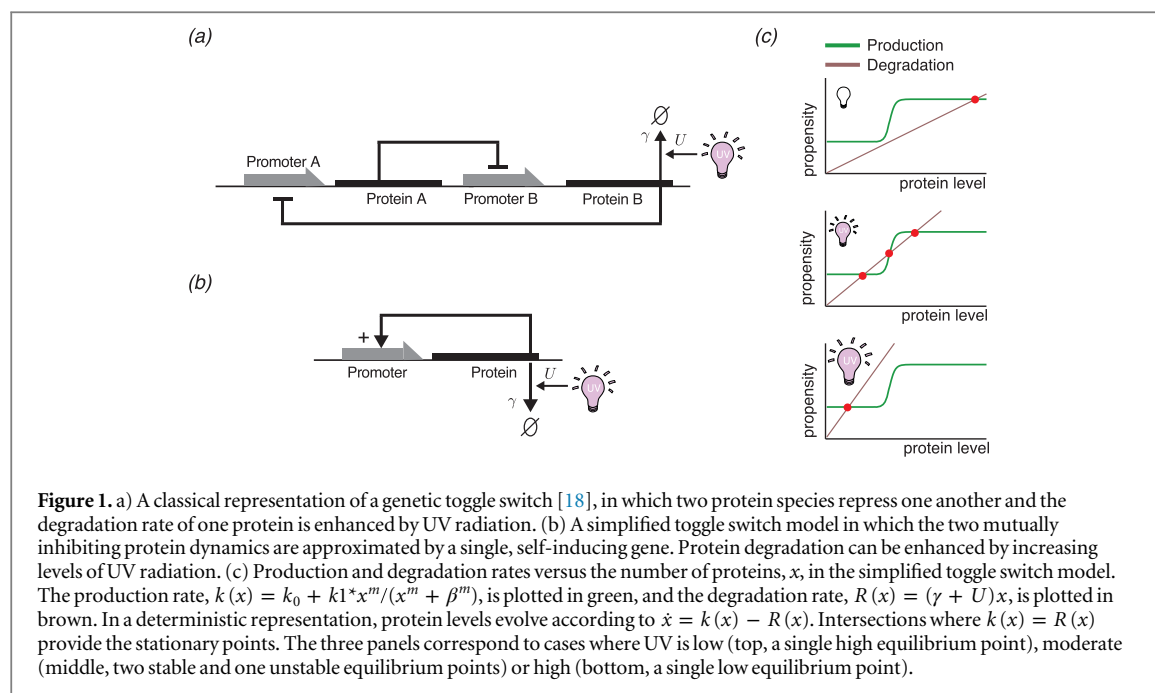 (a)
Promoter A
Protein A
Promoter B
Protein B
γ
U
∅
UV
(b)
+
Promoter
Protein
U
γ
∅
UV
(c)
Production
Degradation
propensity
protein level
UV
propensity
protein level
UV
propensity
protein level
Figure 1. a) A classical representation of a genetic toggle switch [18], in which two protein species repress one another and the
degradation rate of one protein is enhanced by UV radiation. (b) A simplified toggle switch model in which the two mutually
inhibiting protein dynamics are approximated by a single, self-inducing gene. Protein degradation can be enhanced by increasing
levels of UV radiation. (c) Production and degradation rates versus the number of proteins, x, in the simplified toggle switch model.
The production rate, k(x) = k₀ + k1*xᵐ/(xᵐ + βᵐ), is plotted in green, and the degradation rate, R(x) = (γ + U)x, is plotted in
brown. In a deterministic representation, protein levels evolve according to ẋ = k(x) − R(x). Intersections where k(x) = R(x)
provide the stationary points. The three panels correspond to cases where UV is low (top, a single high equilibrium point), moderate
(middle, two stable and one unstable equilibrium points) or high (bottom, a single low equilibrium point).